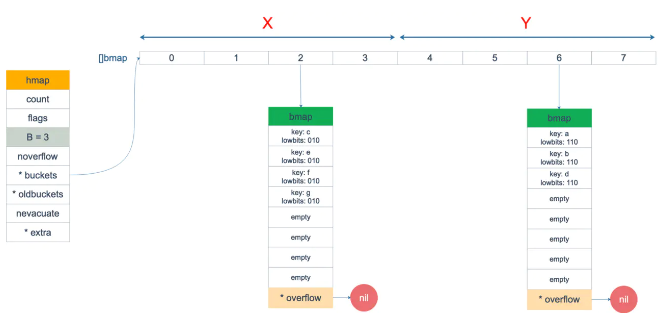 X Y
[]bmap 0 1 2 3 4 5 6 7
hmap
count
flags
B = 3
noverflow
* buckets
* oldbuckets
nevacuate
* extra
bmap
key: c
lowbits: 010
key: e
lowbits: 010
key: f
lowbits: 010
key: g
lowbits: 010
empty
empty
empty
empty
* overflow nil
bmap
key: a
lowbits: 110
key: b
lowbits: 110
key: d
lowbits: 110
empty
empty
empty
empty
empty
* overflow nil